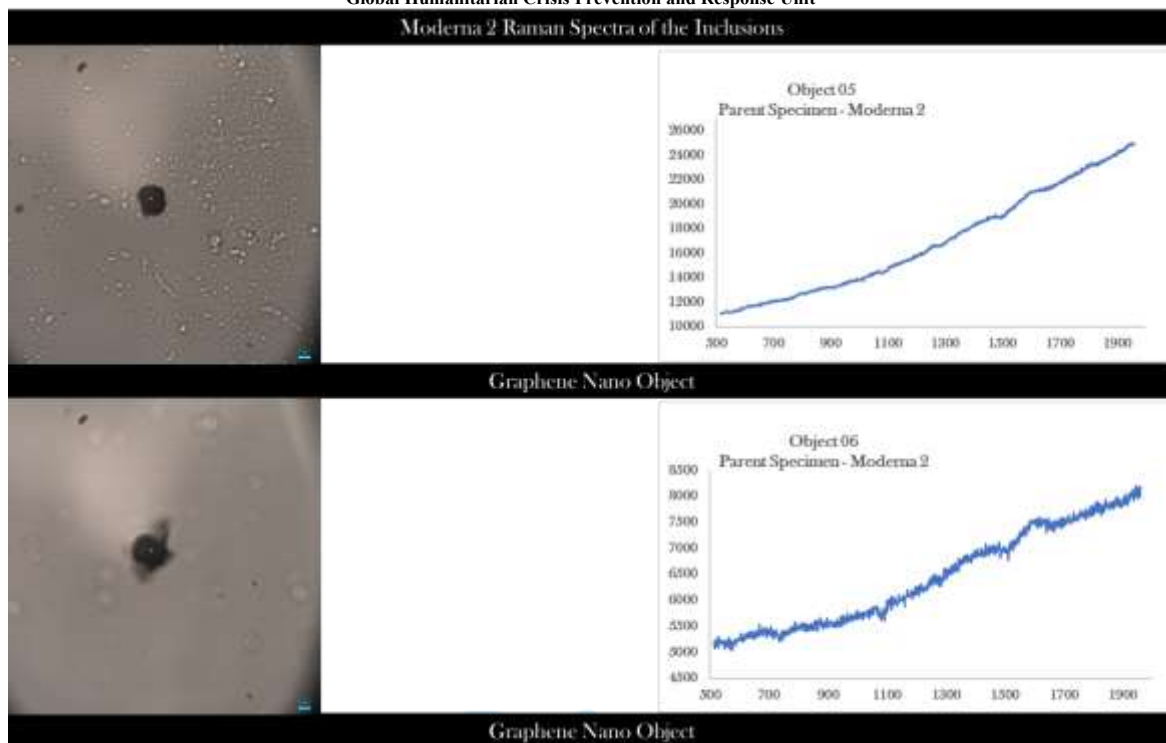 Global Humanitarian Crisis Prevention and Response Unit
Moderna 2 Raman Spectra of the Inclusions
Object 05
Parent Specimen - Moderna 2
26000
24000
22000
20000
18000
16000
14000
12000
10000
500 700 900 1100 1300 1500 1700 1900
Graphene Nano Object
Object 06
Parent Specimen - Moderna 2
8500
8000
7500
7000
6500
6000
5500
5000
4500
500 700 900 1100 1300 1500 1700 1900
Graphene Nano Object